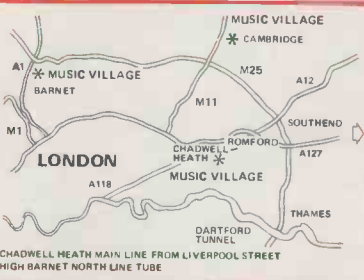 MUSIC VILLAGE
CAMBRIDGE
A1
MUSIC VILLAGE
BARNET
M25
A12
M11
M1
SOUTHEND
ROMFORD
CHADWELL
HEATH
A127
LONDON
MUSIC VILLAGE
A118
THAMES
DARTFORD
TUNNEL
CHADWELL HEATH MAIN LINE FROM LIVERPOOL STREET
HIGH BARNET NORTH LINE TUBE